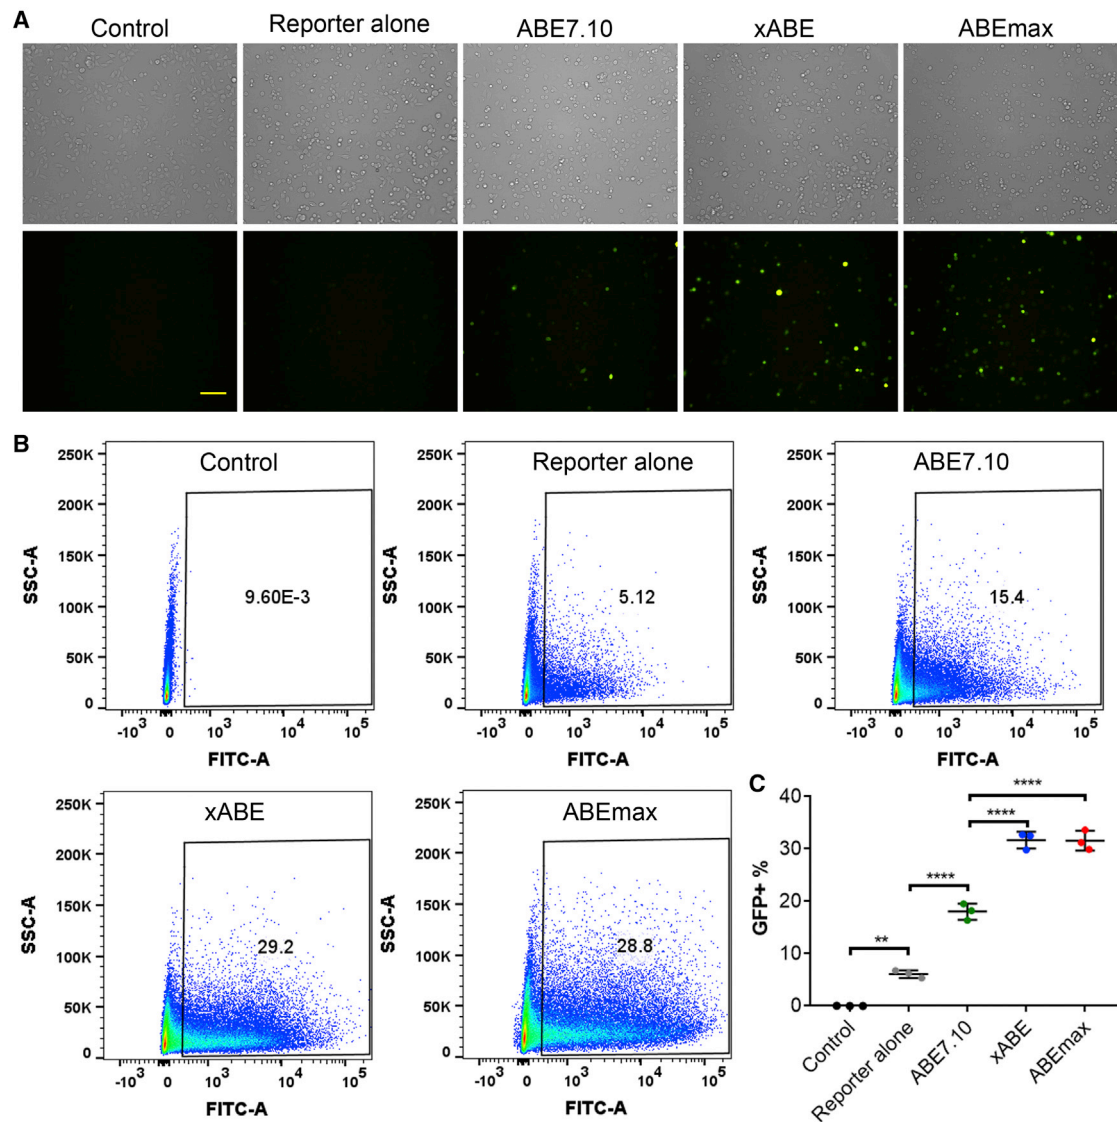 A
Control
Reporter alone
ABE7.10
xABE
ABEmax
B
250K
200K
150K
100K
50K
0
SSC-A
Control
9.60E-3
-10³ 0 10³ 10⁴ 10⁵
FITC-A
250K
200K
150K
100K
50K
0
SSC-A
Reporter alone
5.12
-10³ 0 10³ 10⁴ 10⁵
FITC-A
250K
200K
150K
100K
50K
0
SSC-A
ABE7.10
15.4
-10³ 0 10³ 10⁴ 10⁵
FITC-A
250K
200K
150K
100K
50K
0
SSC-A
xABE
29.2
-10³ 0 10³ 10⁴ 10⁵
FITC-A
250K
200K
150K
100K
50K
0
SSC-A
ABEmax
28.8
-10³ 0 10³ 10⁴ 10⁵
FITC-A
C
40
30
20
10
0
GFP+ %
**
****
****
****
Control
Reporter alone
ABE7.10
xABE
ABEmax